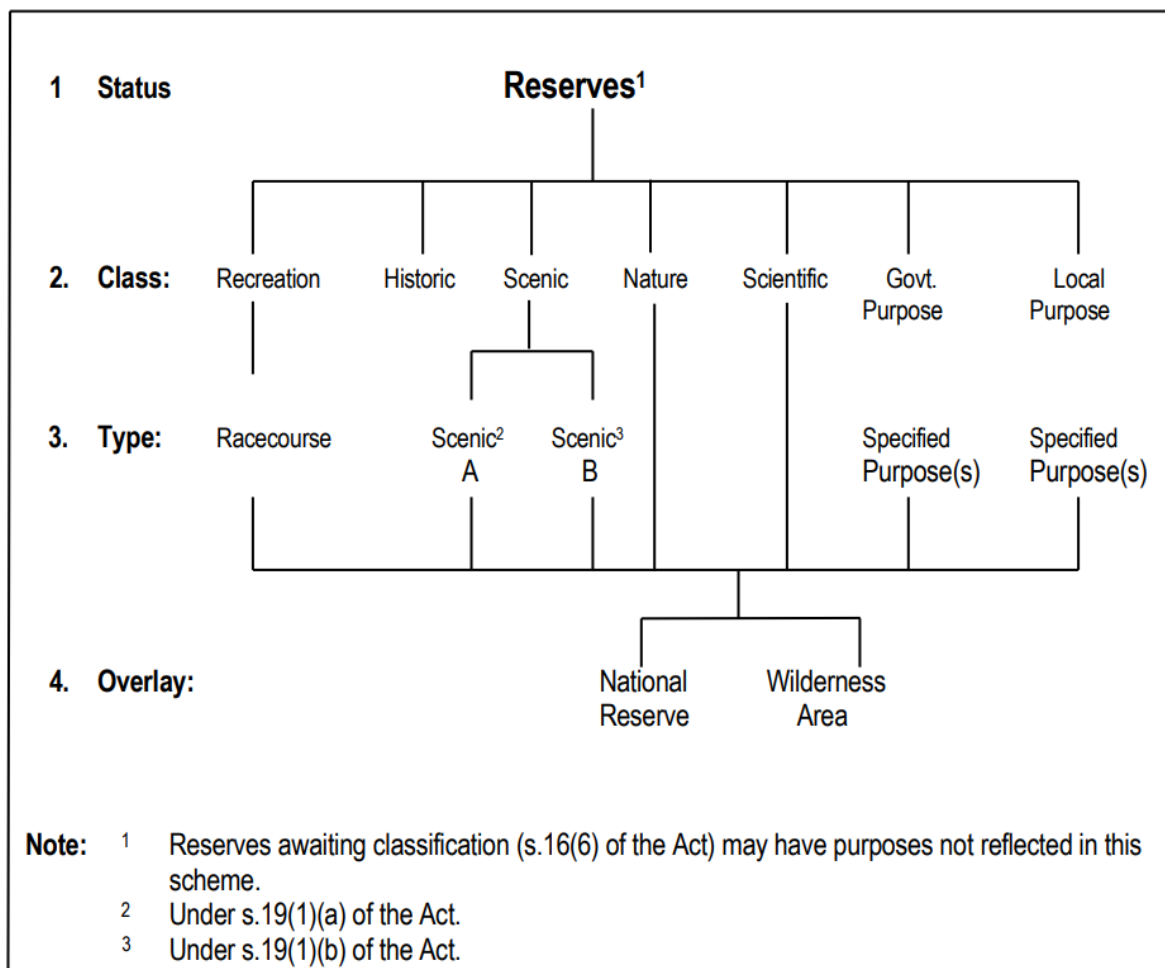 1 Status Reserves¹
2. Class: Recreation Historic Scenic Nature Scientific Govt. Local
Purpose Purpose
3. Type: Racecourse Scenic² Scenic³ Specified Specified
A B Purpose(s) Purpose(s)
4. Overlay: National Wilderness
Reserve Area
Note: 1 Reserves awaiting classification (s.16(6) of the Act) may have purposes not reflected in this
scheme.
2 Under s.19(1)(a) of the Act.
3 Under s.19(1)(b) of the Act.